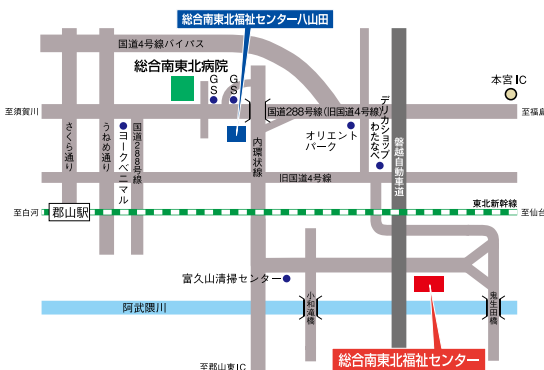 総合南東北福祉センター八山田
国道4号線バイパス
総合南東北病院
GS
GS
本宮IC
至須賀川
国道288号線(旧国道4号線)
至福島
さくら通り
うねめ通り
ヨークベニマル
国道288号線
内環状線
オリエント
パーク
デリカショップ
わたなべ
磐越自動車道
旧国道4号線
東北新幹線
至白河
郡山駅
至仙台
富久山清掃センター
阿武隈川
小和滝橋
鬼生田橋
総合南東北福祉センター
至郡山東IC